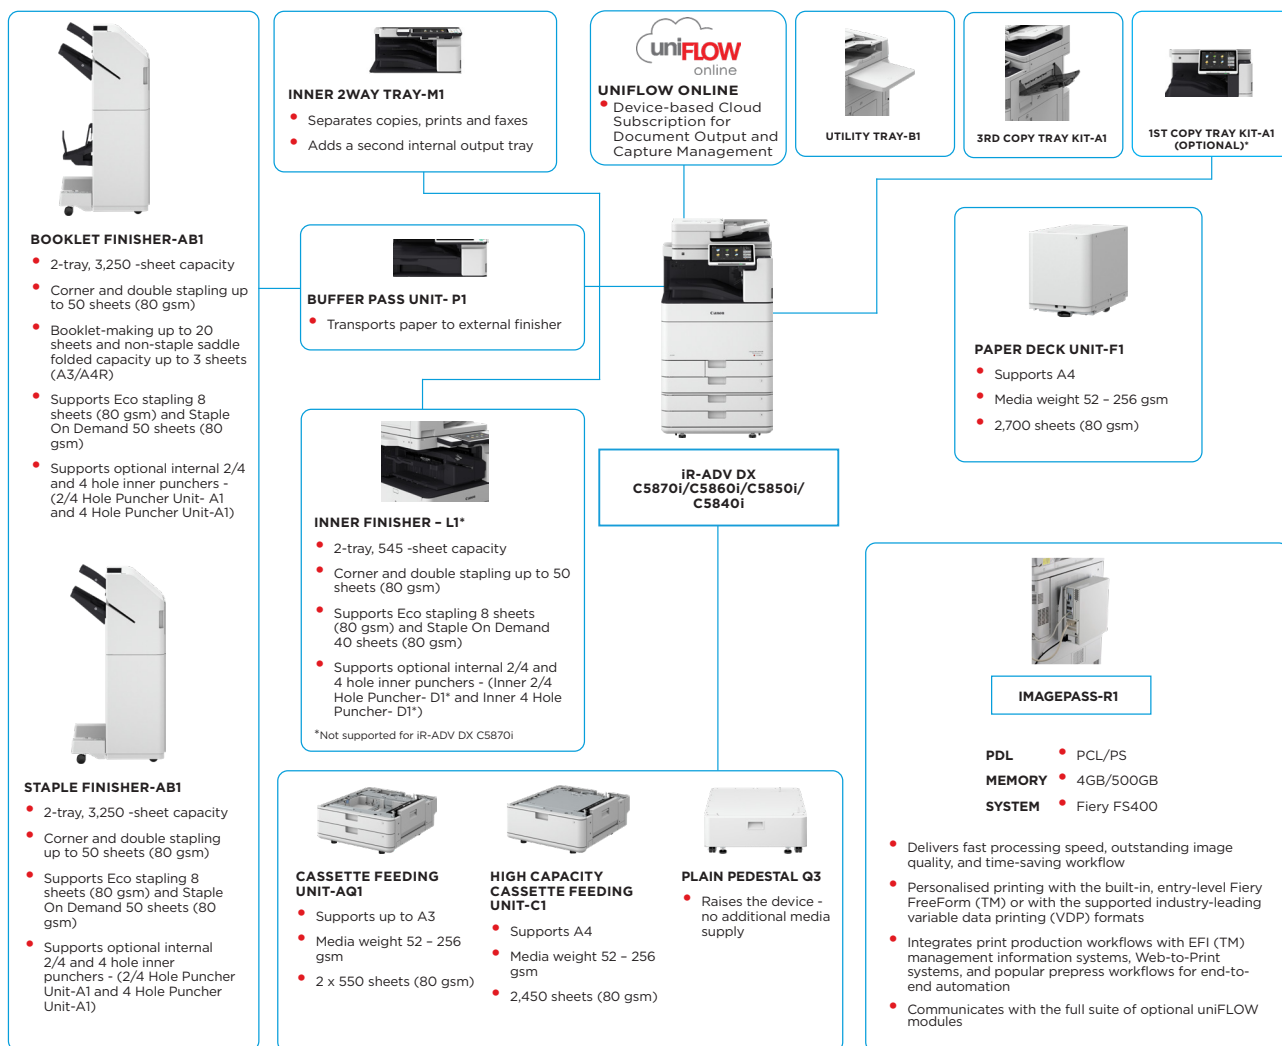 BOOKLET FINISHER-AB1
2-tray, 3,250 -sheet capacity
Corner and double stapling up
to 50 sheets (80 gsm)
Booklet-making up to 20
sheets and non-staple saddle
folded capacity up to 3 sheets
(A3/A4R)
Supports Eco stapling 8
sheets (80 gsm) and Staple
On Demand 50 sheets (80
gsm)
Supports optional internal 2/4
and 4 hole inner punchers -
(2/4 Hole Puncher Unit- A1
and 4 Hole Puncher Unit-A1)
STAPLE FINISHER-AB1
2-tray, 3,250 -sheet capacity
Corner and double stapling
up to 50 sheets (80 gsm)
Supports Eco stapling 8
sheets (80 gsm) and Staple
On Demand 50 sheets (80
gsm)
Supports optional internal
2/4 and 4 hole inner
punchers - (2/4 Hole Puncher
Unit-A1 and 4 Hole Puncher
Unit-A1)
INNER 2WAY TRAY-M1
Separates copies, prints and faxes
Adds a second internal output tray
BUFFER PASS UNIT- P1
Transports paper to external finisher
INNER FINISHER – L1*
2-tray, 545 -sheet capacity
Corner and double stapling up to 50
sheets (80 gsm)
Supports Eco stapling 8 sheets
(80 gsm) and Staple On Demand
40 sheets (80 gsm)
Supports optional internal 2/4 and
4 hole inner punchers - (Inner 2/4
Hole Puncher- D1* and Inner 4 Hole
Puncher- D1*)
*Not supported for iR-ADV DX C5870i
uniFLOW
online
UNIFLOW ONLINE
Device-based Cloud
Subscription for
Document Output and
Capture Management
UTILITY TRAY-B1
3RD COPY TRAY KIT-A1
1ST COPY TRAY KIT-A1
(OPTIONAL)*
Canon
iR-ADV DX
C5870i/C5860i/C5850i/
C5840i
PAPER DECK UNIT-F1
Supports A4
Media weight 52 – 256 gsm
2,700 sheets (80 gsm)
CASSETTE FEEDING
UNIT-AQ1
Supports up to A3
Media weight 52 – 256
gsm
2 x 550 sheets (80 gsm)
HIGH CAPACITY
CASSETTE FEEDING
UNIT-C1
Supports A4
Media weight 52 – 256
gsm
2,450 sheets (80 gsm)
PLAIN PEDESTAL Q3
Raises the device -
no additional media
supply
IMAGEPASS-R1
PDL PCL/PS
MEMORY 4GB/500GB
SYSTEM Fiery FS400
Delivers fast processing speed, outstanding image
quality, and time-saving workflow
Personalised printing with the built-in, entry-level Fiery
FreeForm (TM) or with the supported industry-leading
variable data printing (VDP) formats
Integrates print production workflows with EFI (TM)
management information systems, Web-to-Print
systems, and popular prepress workflows for end-to-
end automation
Communicates with the full suite of optional uniFLOW
modules